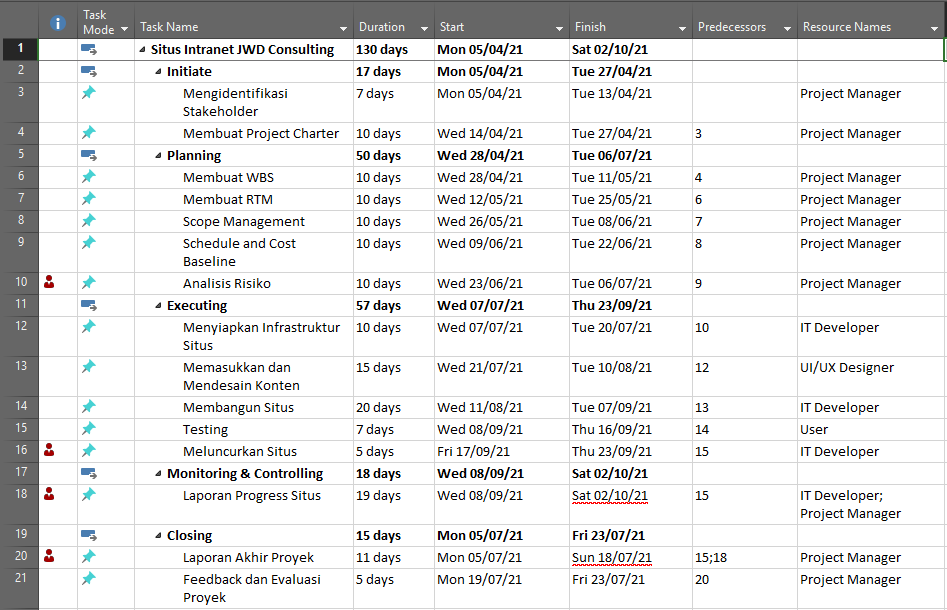 Task Mode Task Name Duration Start Finish Predecessors Resource Names
1 Situs Intranet JWD Consulting 130 days Mon 05/04/21 Sat 02/10/21
2 Initiate 17 days Mon 05/04/21 Tue 27/04/21
3 Mengidentifikasi Stakeholder 7 days Mon 05/04/21 Tue 13/04/21 Project Manager
4 Membuat Project Charter 10 days Wed 14/04/21 Tue 27/04/21 3 Project Manager
5 Planning 50 days Wed 28/04/21 Tue 06/07/21
6 Membuat WBS 10 days Wed 28/04/21 Tue 11/05/21 4 Project Manager
7 Membuat RTM 10 days Wed 12/05/21 Tue 25/05/21 6 Project Manager
8 Scope Management 10 days Wed 26/05/21 Tue 08/06/21 7 Project Manager
9 Schedule and Cost Baseline 10 days Wed 09/06/21 Tue 22/06/21 8 Project Manager
10 Analisis Risiko 10 days Wed 23/06/21 Tue 06/07/21 9 Project Manager
11 Executing 57 days Wed 07/07/21 Thu 23/09/21
12 Menyiapkan Infrastruktur Situs 10 days Wed 07/07/21 Tue 20/07/21 10 IT Developer
13 Memasukkan dan Mendesain Konten 15 days Wed 21/07/21 Tue 10/08/21 12 UI/UX Designer
14 Membangun Situs 20 days Wed 11/08/21 Tue 07/09/21 13 IT Developer
15 Testing 7 days Wed 08/09/21 Thu 16/09/21 14 User
16 Meluncurkan Situs 5 days Fri 17/09/21 Thu 23/09/21 15 IT Developer
17 Monitoring & Controlling 18 days Wed 08/09/21 Sat 02/10/21
18 Laporan Progress Situs 19 days Wed 08/09/21 Sat 02/10/21 15 IT Developer; Project Manager
19 Closing 15 days Mon 05/07/21 Fri 23/07/21
20 Laporan Akhir Proyek 11 days Mon 05/07/21 Sun 18/07/21 15;18 Project Manager
21 Feedback dan Evaluasi Proyek 5 days Mon 19/07/21 Fri 23/07/21 20 Project Manager